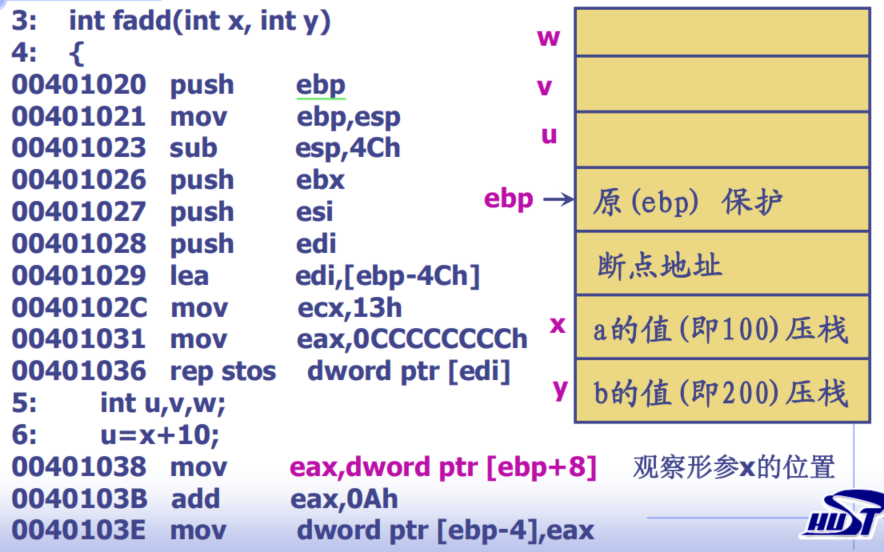 3:    int fadd(int x, int y)
4:    {
00401020   push        ebp
00401021   mov         ebp,esp
00401023   sub         esp,4Ch
00401026   push        ebx
00401027   push        esi
00401028   push        edi
00401029   lea         edi,[ebp-4Ch]
0040102C   mov         ecx,13h
00401031   mov         eax,0CCCCCCCCh
00401036   rep stos    dword ptr [edi]
5:        int u,v,w;
6:        u=x+10;
00401038   mov         eax,dword ptr [ebp+8]
0040103B   add         eax,0Ah
0040103E   mov         dword ptr [ebp-4],eax
w
v
u
ebp → 原(ebp) 保护
断点地址
x a的值(即100)压栈
y b的值(即200)压栈
观察形参x的位置
HUST